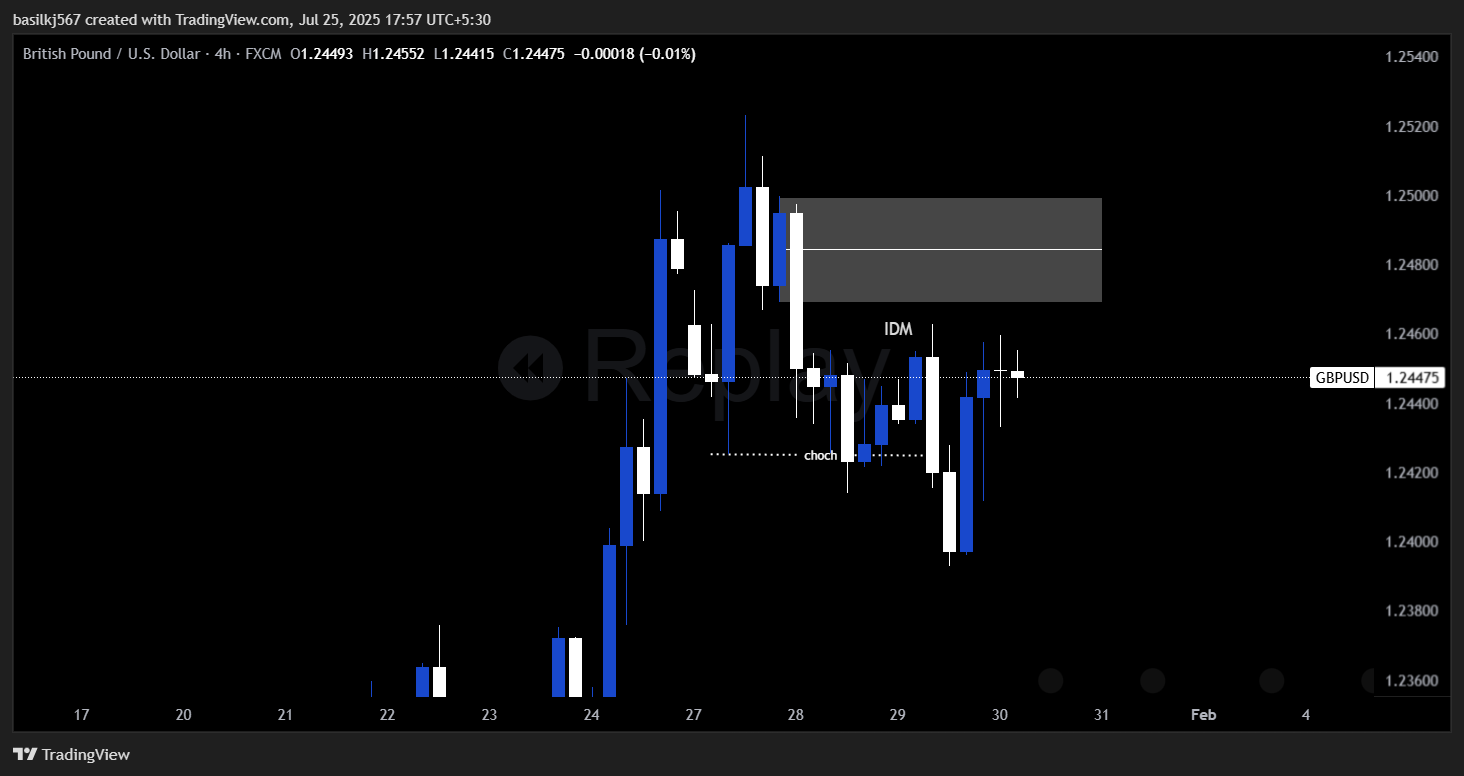 basilkj567 created with TradingView.com, Jul 25, 2025 17:57 UTC+5:30
British Pound / U.S. Dollar · 4h · FXCM O1.24493 H1.24552 L1.24415 C1.24475 −0.00018 (−0.01%)
1.25400
1.25200
1.25000
1.24800
IDM
1.24600
Replay
GBPUSD 1.24475
1.24400
choch
1.24200
1.24000
1.23800
1.23600
17 20 21 22 23 24 27 28 29 30 31 Feb 4
TradingView